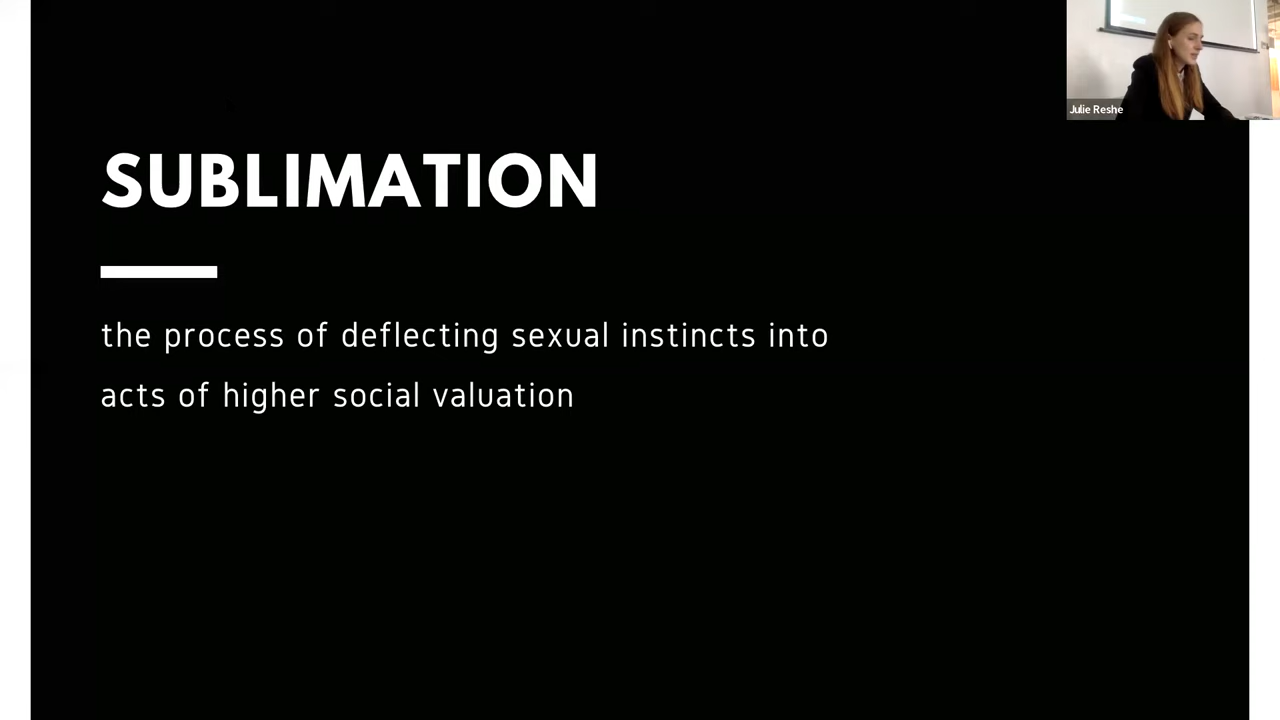 SUBLIMATION
the process of deflecting sexual instincts into
acts of higher social valuation
Julie Reshe